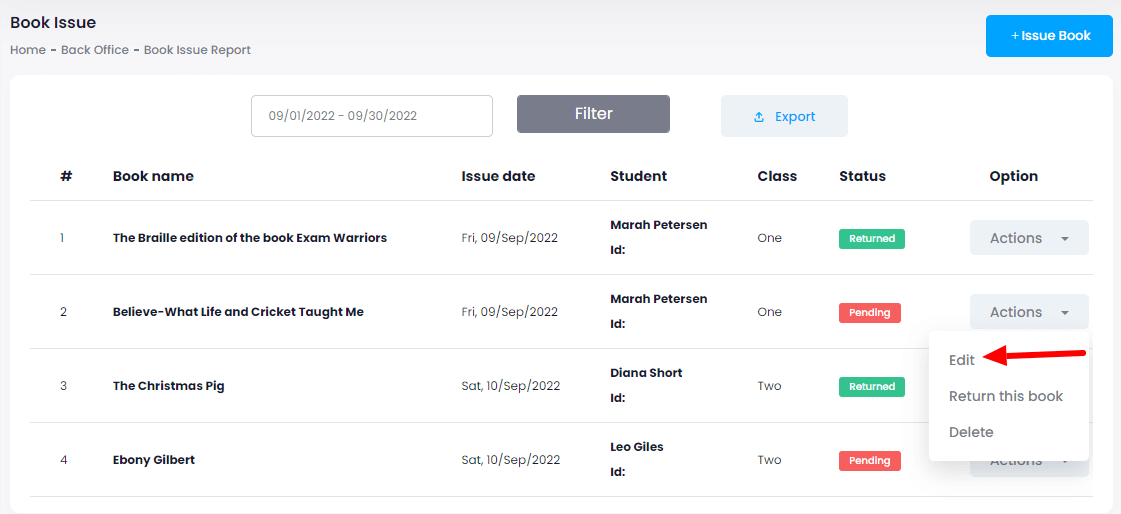 Book Issue
Home - Back Office - Book Issue Report
+ Issue Book
09/01/2022 - 09/30/2022
Filter
Export
# Book name Issue date Student Class Status Option
1 The Braille edition of the book Exam Warriors Fri, 09/Sep/2022 Marah Petersen One Returned Actions
Id:
2 Believe-What Life and Cricket Taught Me Fri, 09/Sep/2022 Marah Petersen One Pending Actions
Id:
Edit
Return this book
Delete
3 The Christmas Pig Sat, 10/Sep/2022 Diana Short Two Returned
Id:
4 Ebony Gilbert Sat, 10/Sep/2022 Leo Giles Two Pending Actions
Id: